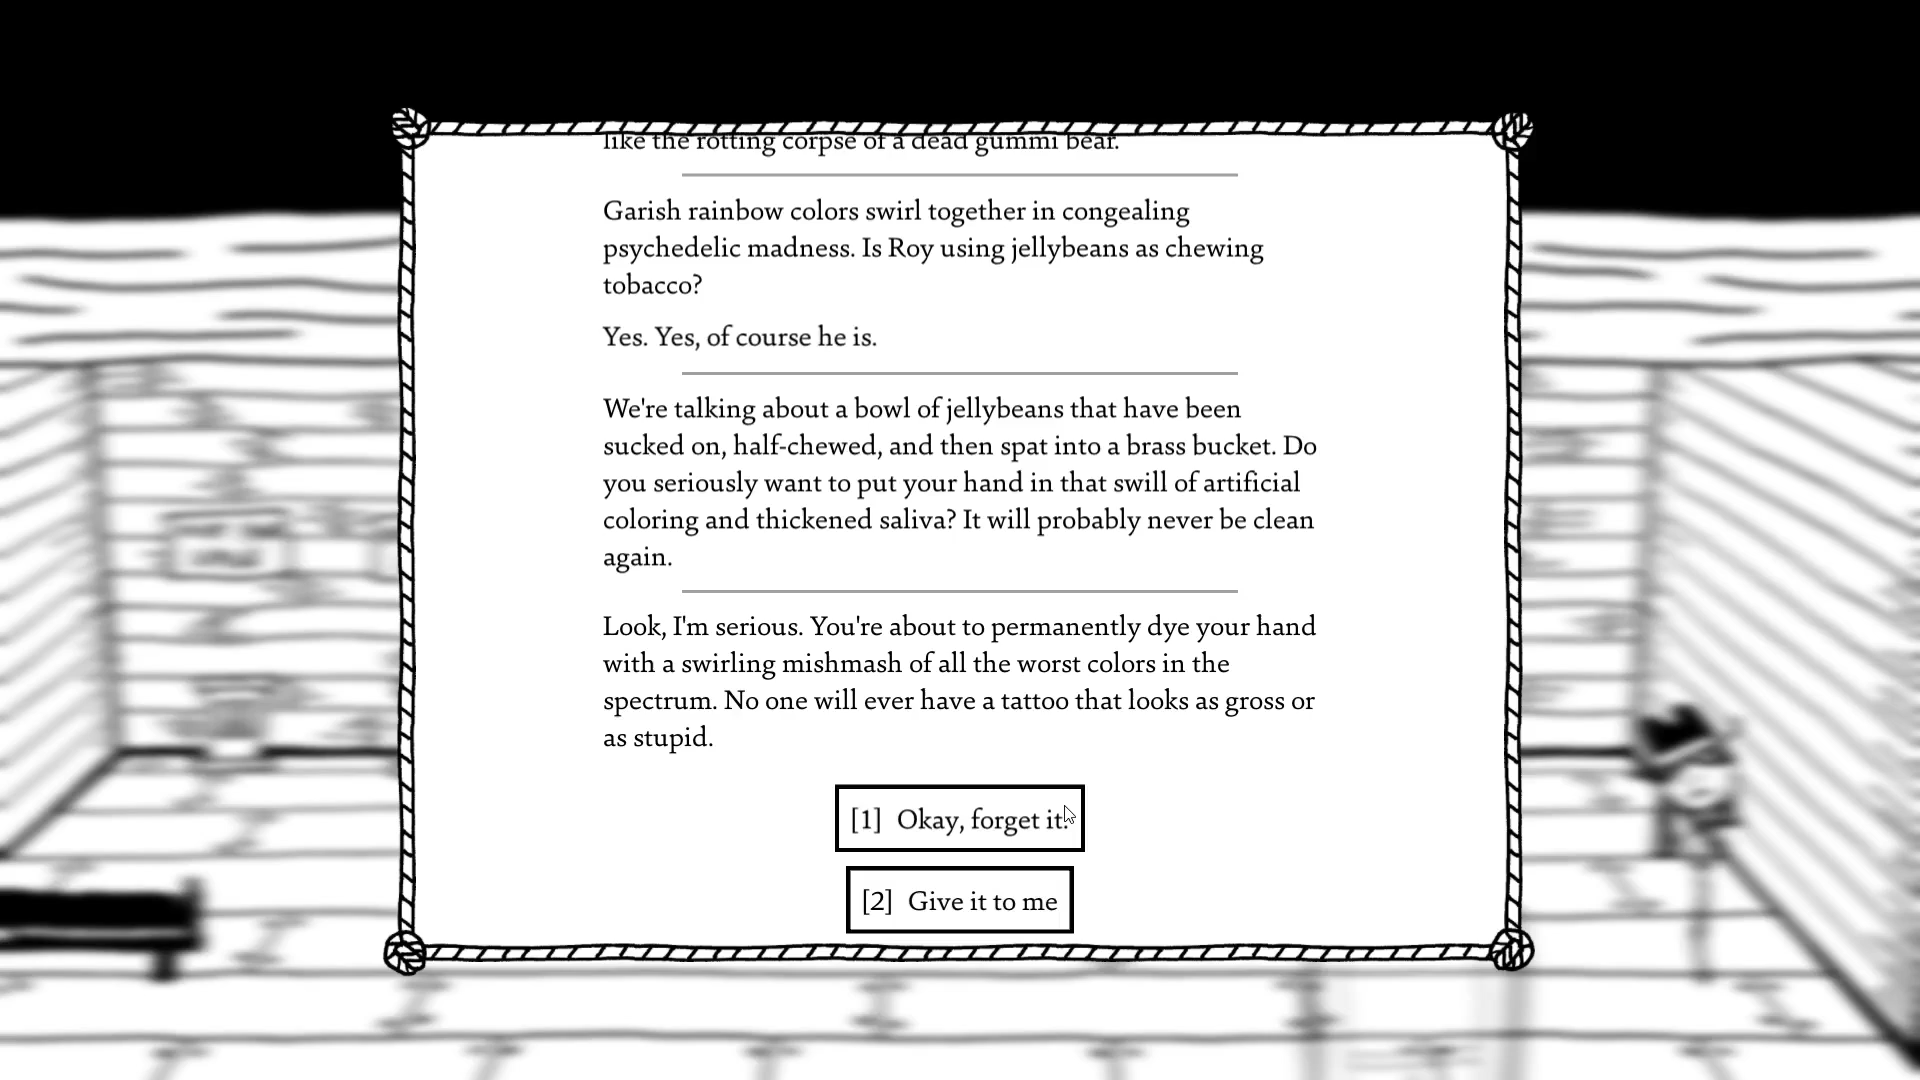 like the rotting corpse of a dead gummi bear.
Garish rainbow colors swirl together in congealing
psychedelic madness. Is Roy using jellybeans as chewing
tobacco?
Yes. Yes, of course he is.
We're talking about a bowl of jellybeans that have been
sucked on, half-chewed, and then spat into a brass bucket. Do
you seriously want to put your hand in that swill of artificial
coloring and thickened saliva? It will probably never be clean
again.
Look, I'm serious. You're about to permanently dye your hand
with a swirling mishmash of all the worst colors in the
spectrum. No one will ever have a tattoo that looks as gross or
as stupid.
[1] Okay, forget it.
[2] Give it to me